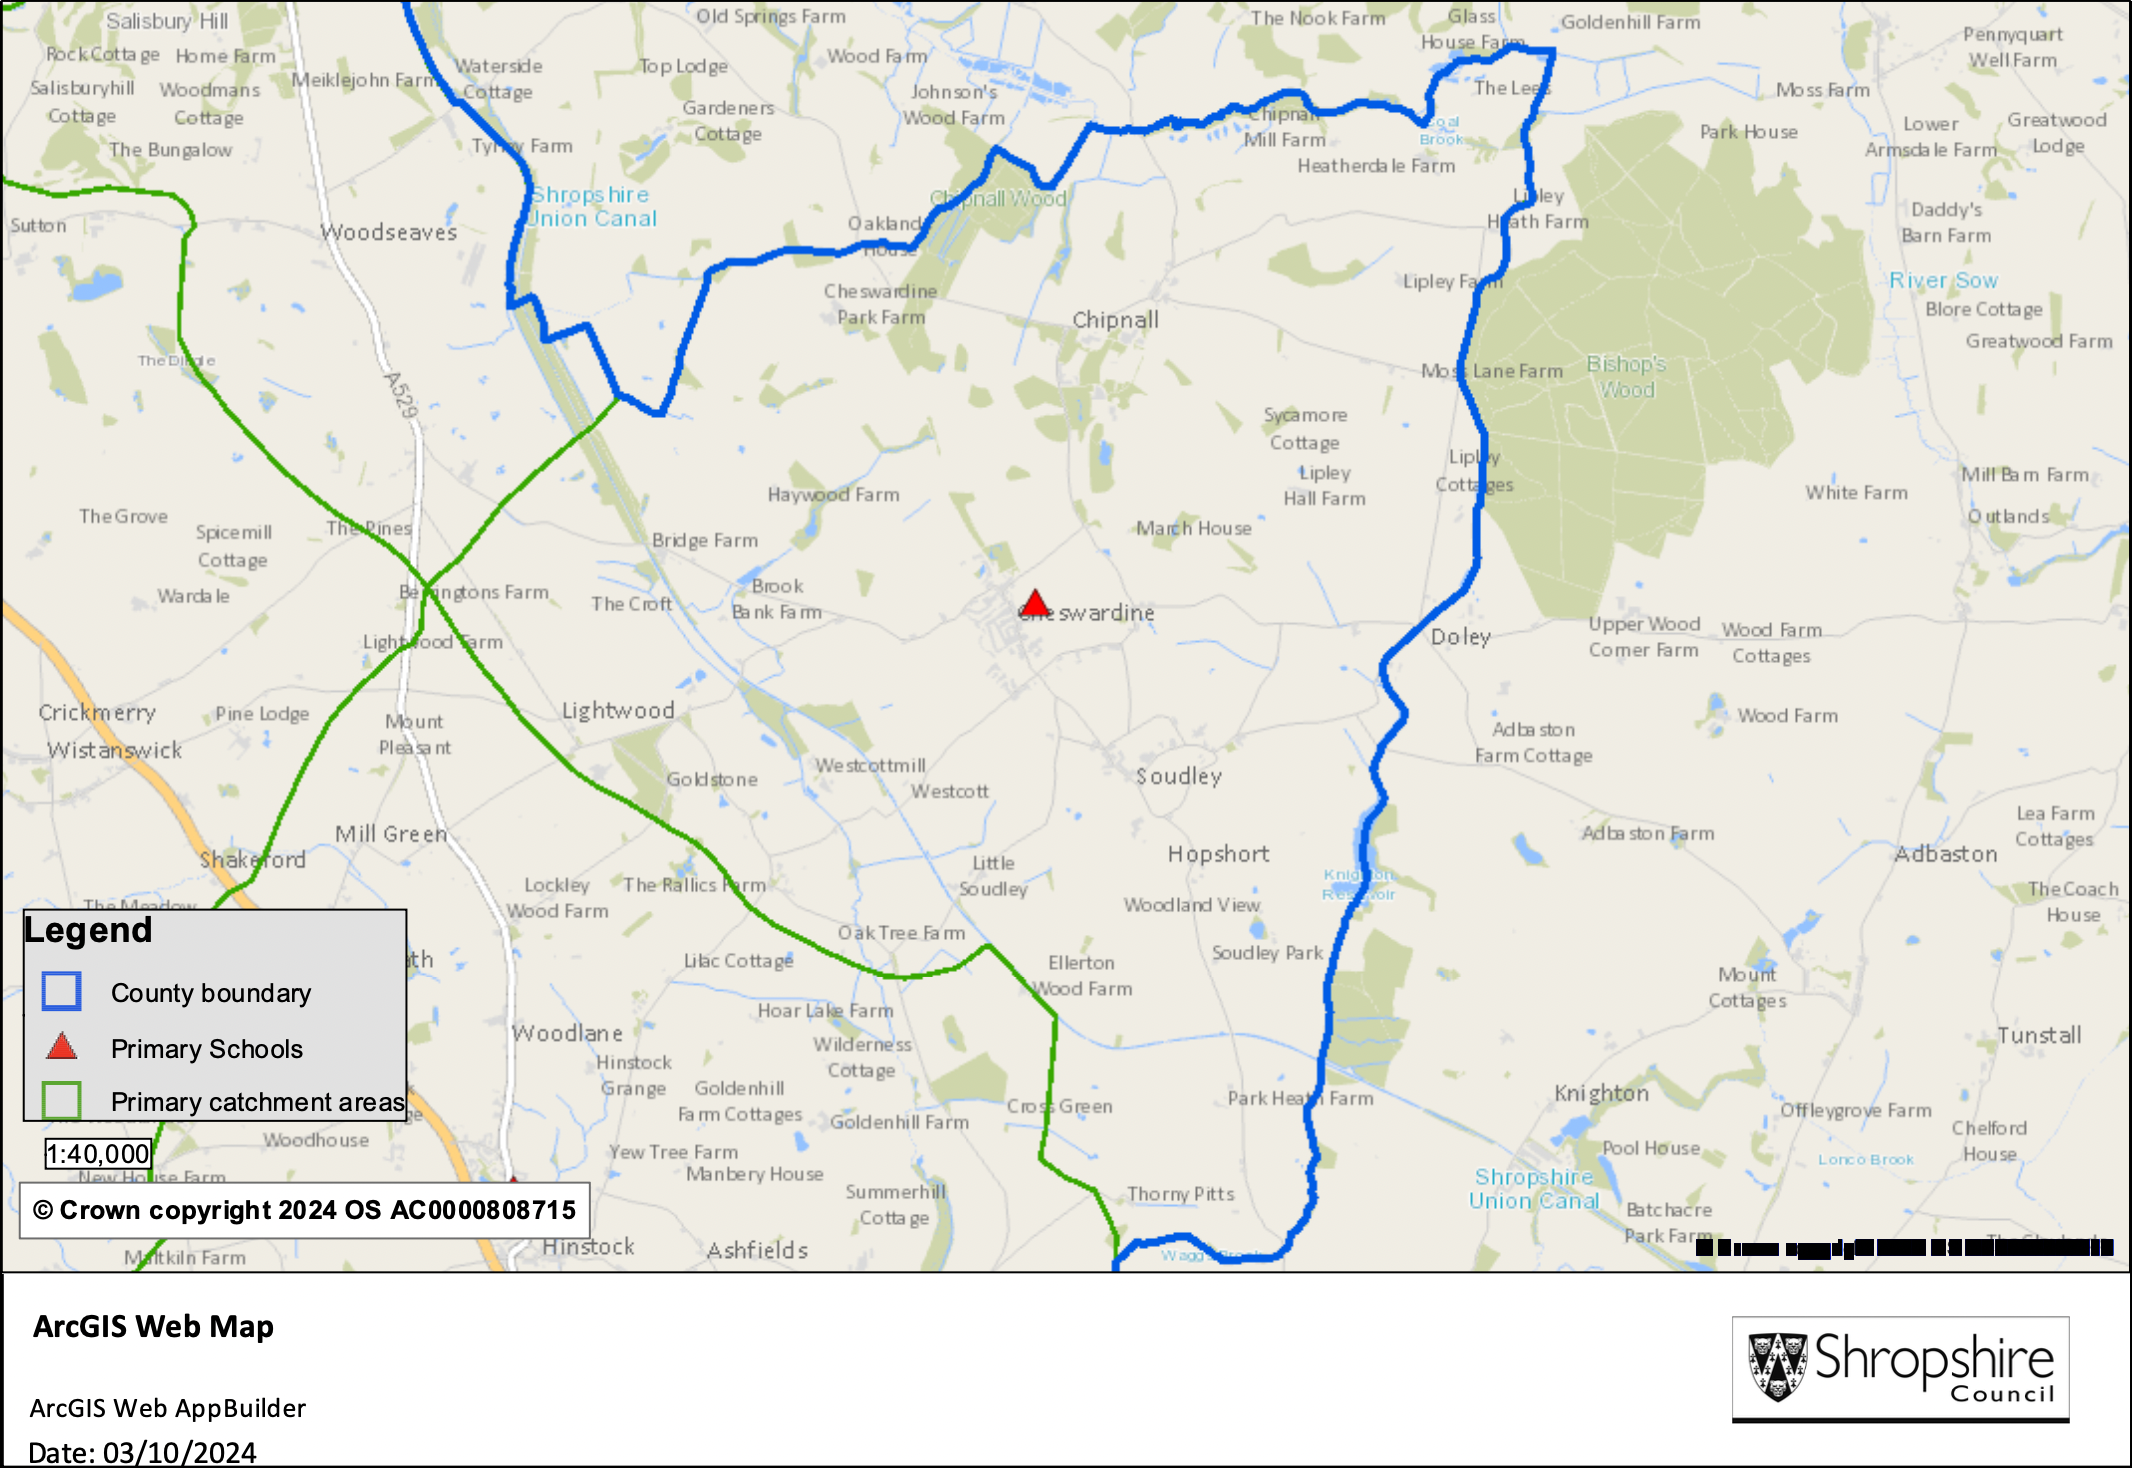 Salisbury Hill
Old Springs Farm
The Nook Farm
Glass
House Farm
Goldenhill Farm
Pennyquart
Well Farm
Rock Cottage
Home Farm
Meiklejohn Farm
Waterside
Cottage
Top Lodge
Wood Farm
Salisburyhill
Cottage
Woodmans
Cottage
Gardeners
Cottage
Johnson's
Wood Farm
The Lees
Moss Farm
The Bungalow
Tyrley Farm
Chipnall
Mill Farm
Coal
Brook
Park House
Lower
Armsdale Farm
Greatwood
Lodge
Heatherdale Farm
Shropshire
Union Canal
Chipnall Wood
Lipley
Heath Farm
Daddy's
Barn Farm
Sutton
Woodseaves
Oakland
House
Lipley Farm
River Sow
Cheswardine
Park Farm
Chipnall
Blore Cottage
Greatwood Farm
The Dingle
A529
Moss Lane Farm
Bishop's
Wood
Sycamore
Cottage
Lipley
Hall Farm
Lipley
Cottages
Mill Barn Farm
White Farm
Outlands
Haywood Farm
The Grove
Spicemill
Cottage
The Pines
Bridge Farm
March House
Wardale
Berringtons Farm
The Croft
Brook
Bank Farm
Cheswardine
Doley
Upper Wood
Corner Farm
Wood Farm
Cottages
Lightwood Farm
Crickmerry
Pine Lodge
Mount
Pleasant
Lightwood
Wood Farm
Wistanswick
Adbaston
Farm Cottage
Goldstone
Westcottmill
Westcott
Soudley
Mill Green
Shakeford
Lea Farm
Cottages
Adbaston Farm
Adbaston
Hopshort
Little
Soudley
Knighton
Reservoir
The Coach
House
Lockley
Wood Farm
The Rallics Farm
Woodland View
The Meadow
Oak Tree Farm
Soudley Park
Lilac Cottage
Ellerton
Wood Farm
Mount
Cottages
Hoar Lake Farm
Woodlane
Wilderness
Cottage
Tunstall
Hinstock
Grange
Goldenhill
Farm Cottages
Goldenhill Farm
Cross Green
Park Heath Farm
Knighton
Offleygrove Farm
Chelford
House
Woodhouse
Yew Tree Farm
Manbery House
Pool House
Lonco Brook
New House Farm
Summerhill
Cottage
Thorny Pitts
Shropshire
Union Canal
Batchacre
Park Farm
Maltkiln Farm
Hinstock
Ashfields
Waggs Brook
Legend
County boundary
Primary Schools
Primary catchment areas
1:40,000
© Crown copyright 2024 OS AC0000808715
ArcGIS Web Map
ArcGIS Web AppBuilder
Date: 03/10/2024
Shropshire
Council